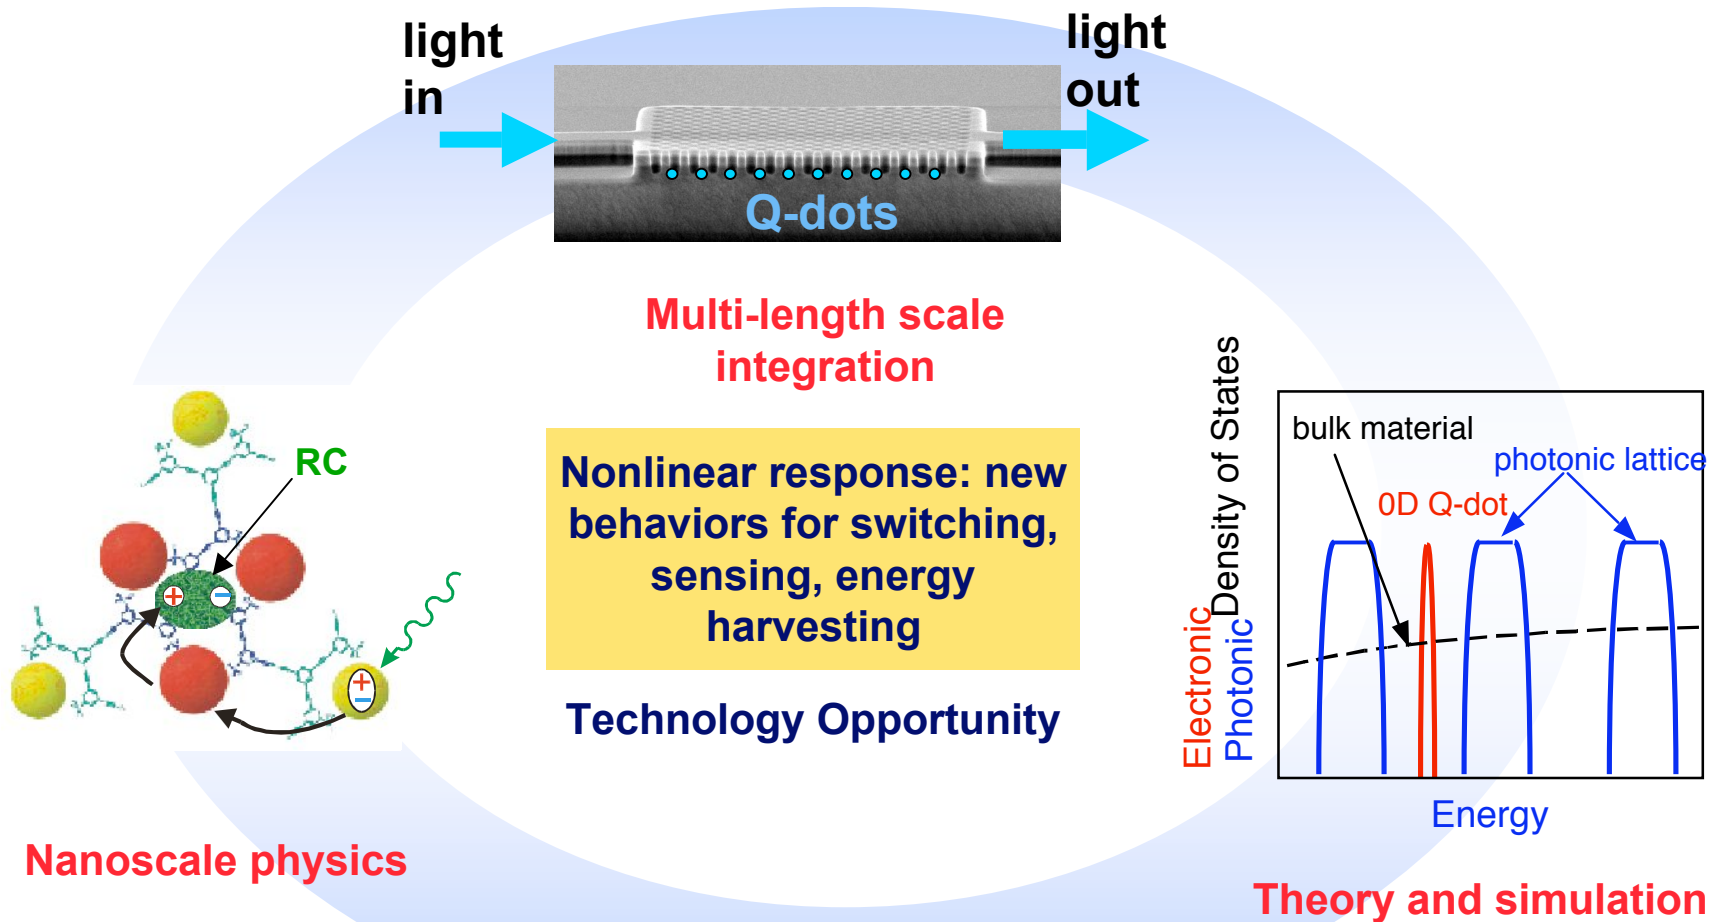 light
in
light
out
Q-dots
Multi-length scale
integration
RC
+
−
+
−
Nonlinear response: new
behaviors for switching,
sensing, energy
harvesting
Technology Opportunity
Nanoscale physics
Electronic
Photonic
Density of States
bulk material
photonic lattice
0D Q-dot
Energy
Theory and simulation